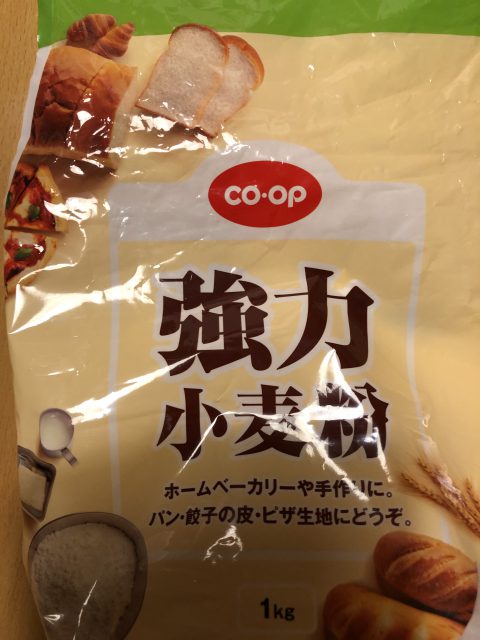 CO·OP
強力
小麦粉
ホームベーカリーや手作りに。
パン・餃子の皮・ピザ生地にどうぞ。
1kg